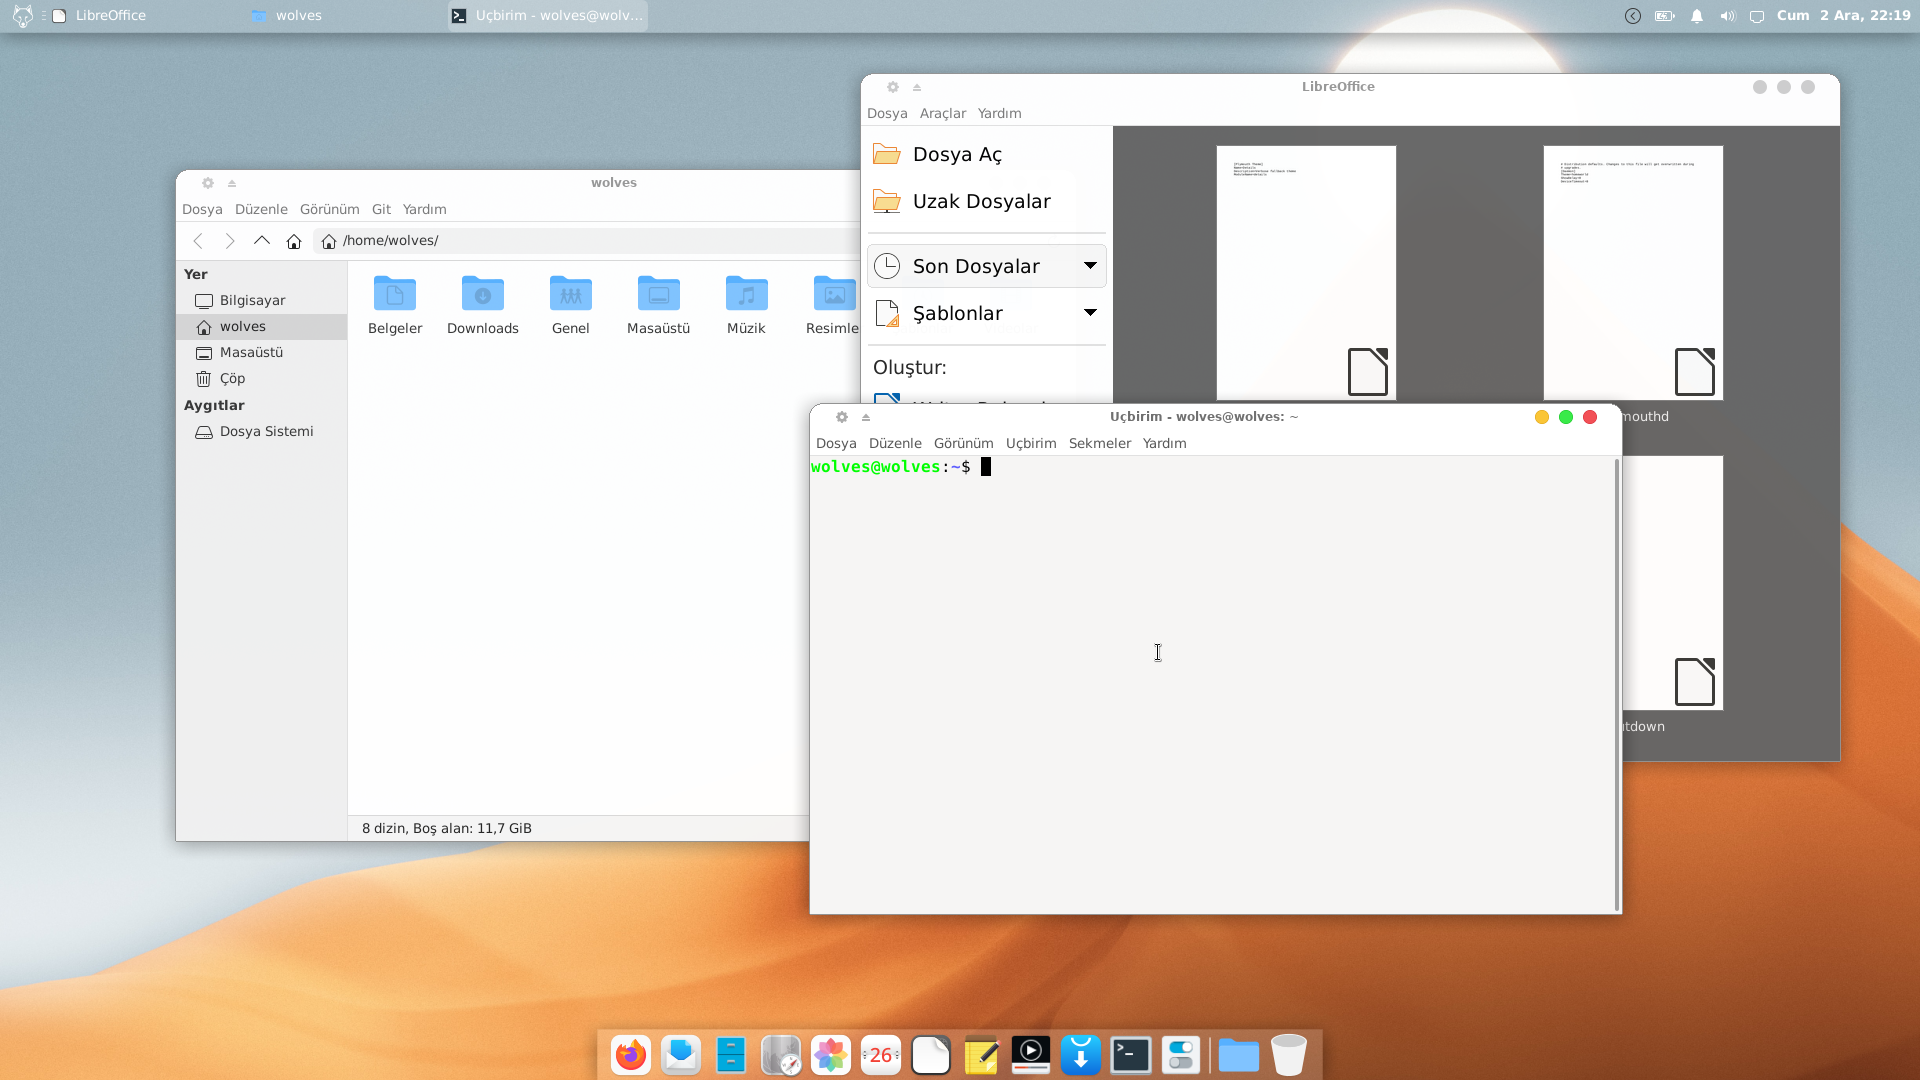 LibreOffice
wolves
Uçbirim - wolves@wolv...
Cum 2 Ara, 22:19
LibreOffice
Dosya Araçlar Yardım
Dosya Aç
Uzak Dosyalar
Son Dosyalar
Şablonlar
Oluştur:
mouthd
tdown
wolves
Dosya Düzenle Görünüm Git Yardım
/home/wolves/
Yer
Bilgisayar
wolves
Masaüstü
Çöp
Aygıtlar
Dosya Sistemi
Belgeler Downloads Genel Masaüstü Müzik Resimle
8 dizin, Boş alan: 11,7 GiB
Uçbirim - wolves@wolves: ~
Dosya Düzenle Görünüm Uçbirim Sekmeler Yardım
wolves@wolves:~$
26